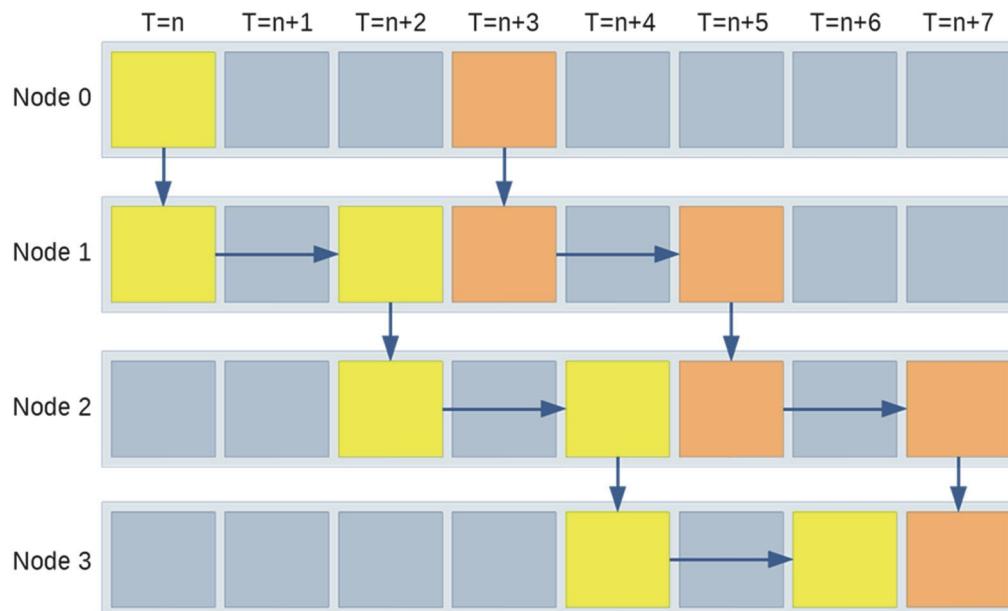 T=n T=n+1 T=n+2 T=n+3 T=n+4 T=n+5 T=n+6 T=n+7
Node 0
Node 1
Node 2
Node 3